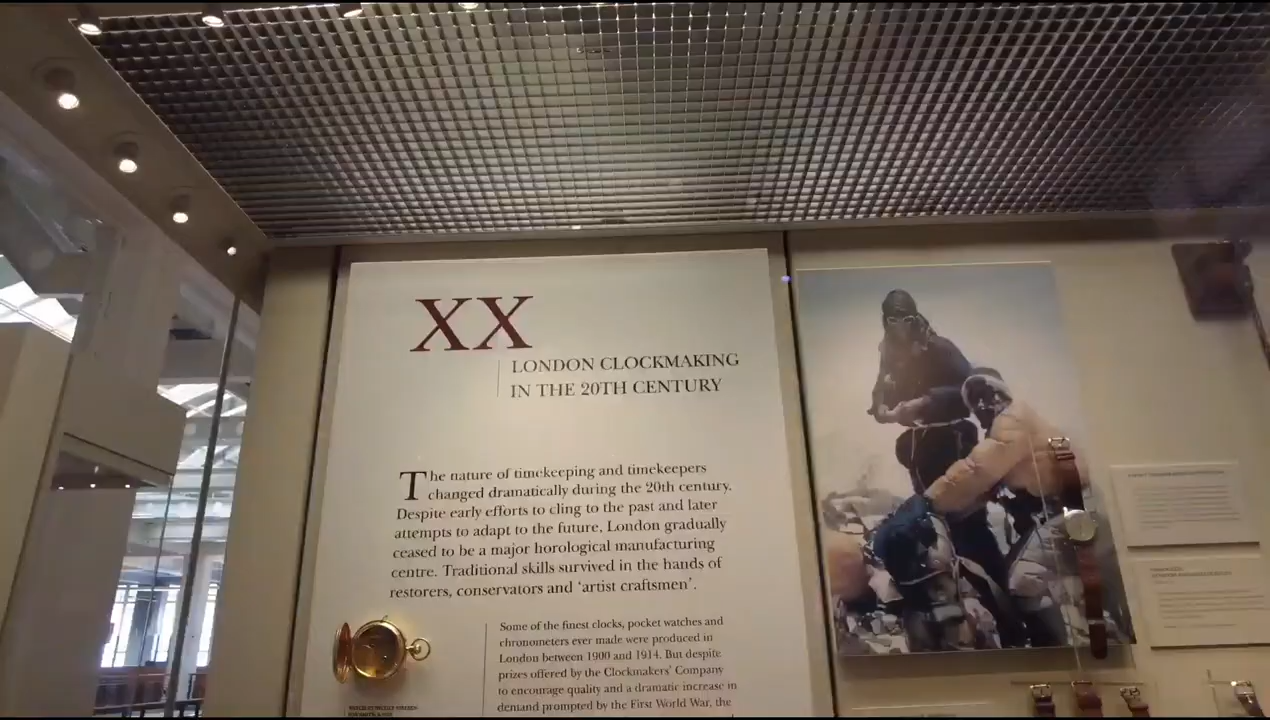 XX
LONDON CLOCKMAKING
IN THE 20TH CENTURY
The nature of timekeeping and timekeepers
changed dramatically during the 20th century.
Despite early efforts to cling to the past and later
attempts to adapt to the future, London gradually
ceased to be a major horological manufacturing
centre. Traditional skills survived in the hands of
restorers, conservators and ‘artist craftsmen’.
Some of the finest clocks, pocket watches and
chronometers ever made were produced in
London between 1900 and 1914. But despite
prizes offered by the Clockmakers’ Company
to encourage quality and a dramatic increase in
demand prompted by the First World War, the